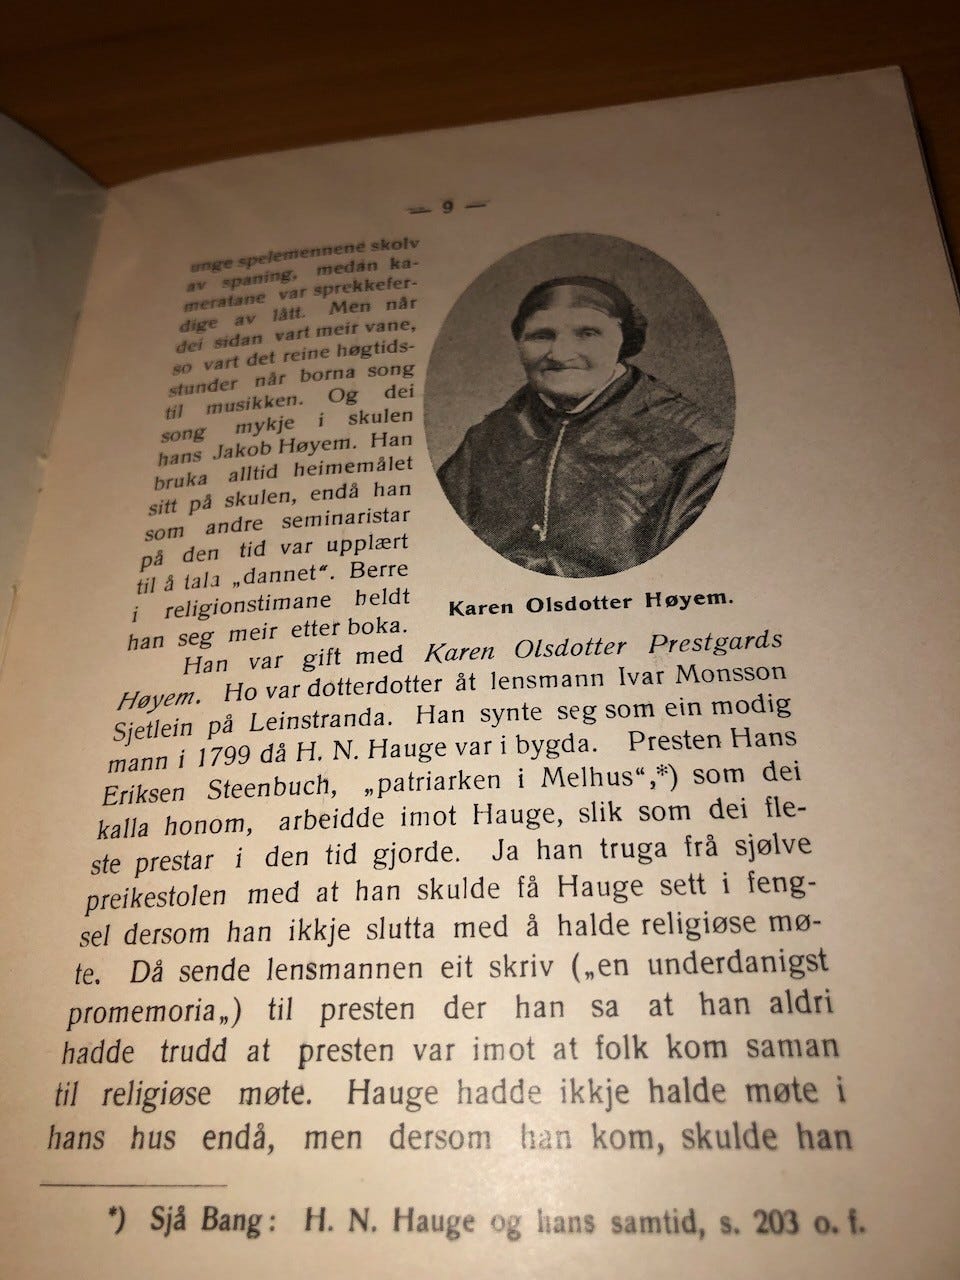 — 9 —
unge spelemennene skolv
av spaning, medan ka-
meratane var sprekkefer-
dige av lått. Men når
dei sidan vart meir vane,
so vart det reine høgtids-
stunder når borna song
til musikken. Og dei
song mykje i skulen
hans Jakob Høyem. Han
bruka alltid heimemålet
sitt på skulen, endå han
som andre seminaristar
på den tid var upplært
til å tala „dannet“. Berre
i religionstimane heldt
han seg meir etter boka.
Karen Olsdotter Høyem.
Han var gift med Karen Olsdotter Prestgards
Høyem. Ho var dotterdotter åt lensmann Ivar Monsson
Sjetlein på Leinstranda. Han synte seg som ein modig
mann i 1799 då H. N. Hauge var i bygda. Presten Hans
Eriksen Steenbuch, „patriarken i Melhus“,*) som dei
kalla honom, arbeidde imot Hauge, slik som dei fle-
ste prestar i den tid gjorde. Ja han truga frå sjølve
preikestolen med at han skulde få Hauge sett i feng-
sel dersom han ikkje slutta med å halde religiøse mø-
te. Då sende lensmannen eit skriv („en underdanigst
promemoria„) til presten der han sa at han aldri
hadde trudd at presten var imot at folk kom saman
til religiøse møte. Hauge hadde ikkje halde møte i
hans hus endå, men dersom han kom, skulde han
*) Sjå Bang: H. N. Hauge og hans samtid, s. 203 o. f.